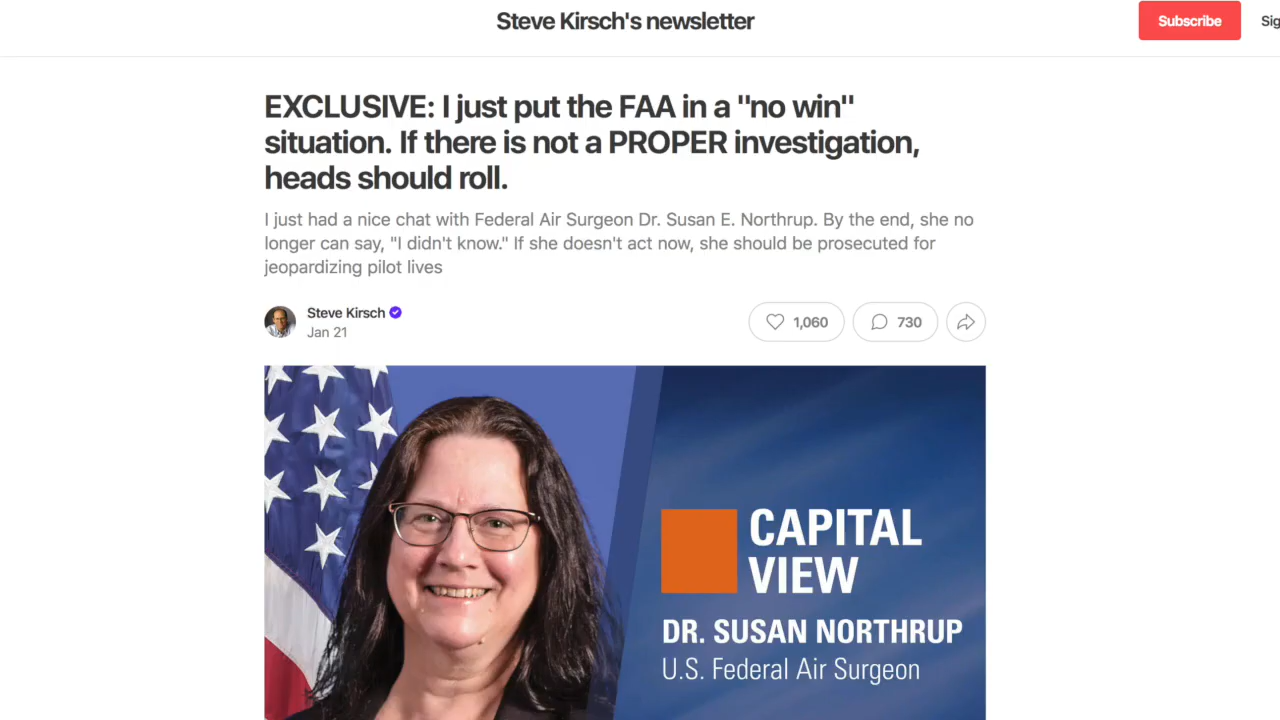 Steve Kirsch's newsletter
Subscribe
Sig
EXCLUSIVE: I just put the FAA in a "no win"
situation. If there is not a PROPER investigation,
heads should roll.
I just had a nice chat with Federal Air Surgeon Dr. Susan E. Northrup. By the end, she no
longer can say, "I didn't know." If she doesn't act now, she should be prosecuted for
jeopardizing pilot lives
Steve Kirsch
Jan 21
1,060
730
CAPITAL
VIEW
DR. SUSAN NORTHRUP
U.S. Federal Air Surgeon